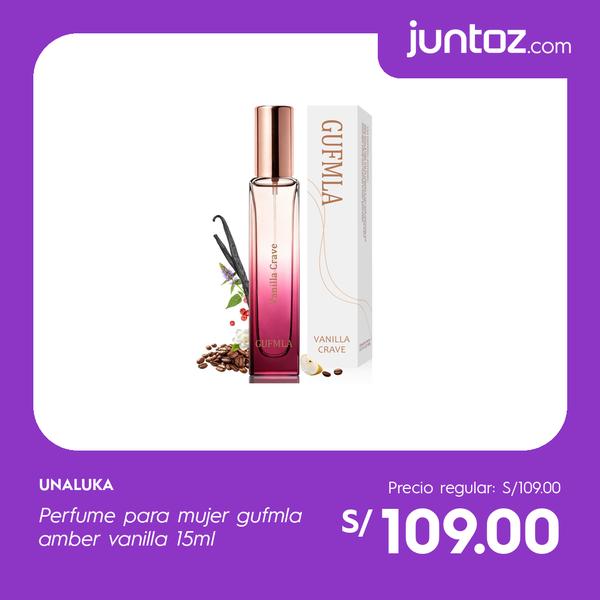 juntoz.com
GUFMLA
Vanilla Crave
GUFMLA
VANILLA
CRAVE
UNALUKA
Perfume para mujer gufmla
amber vanilla 15ml
Precio regular: S/109.00
S/109.00